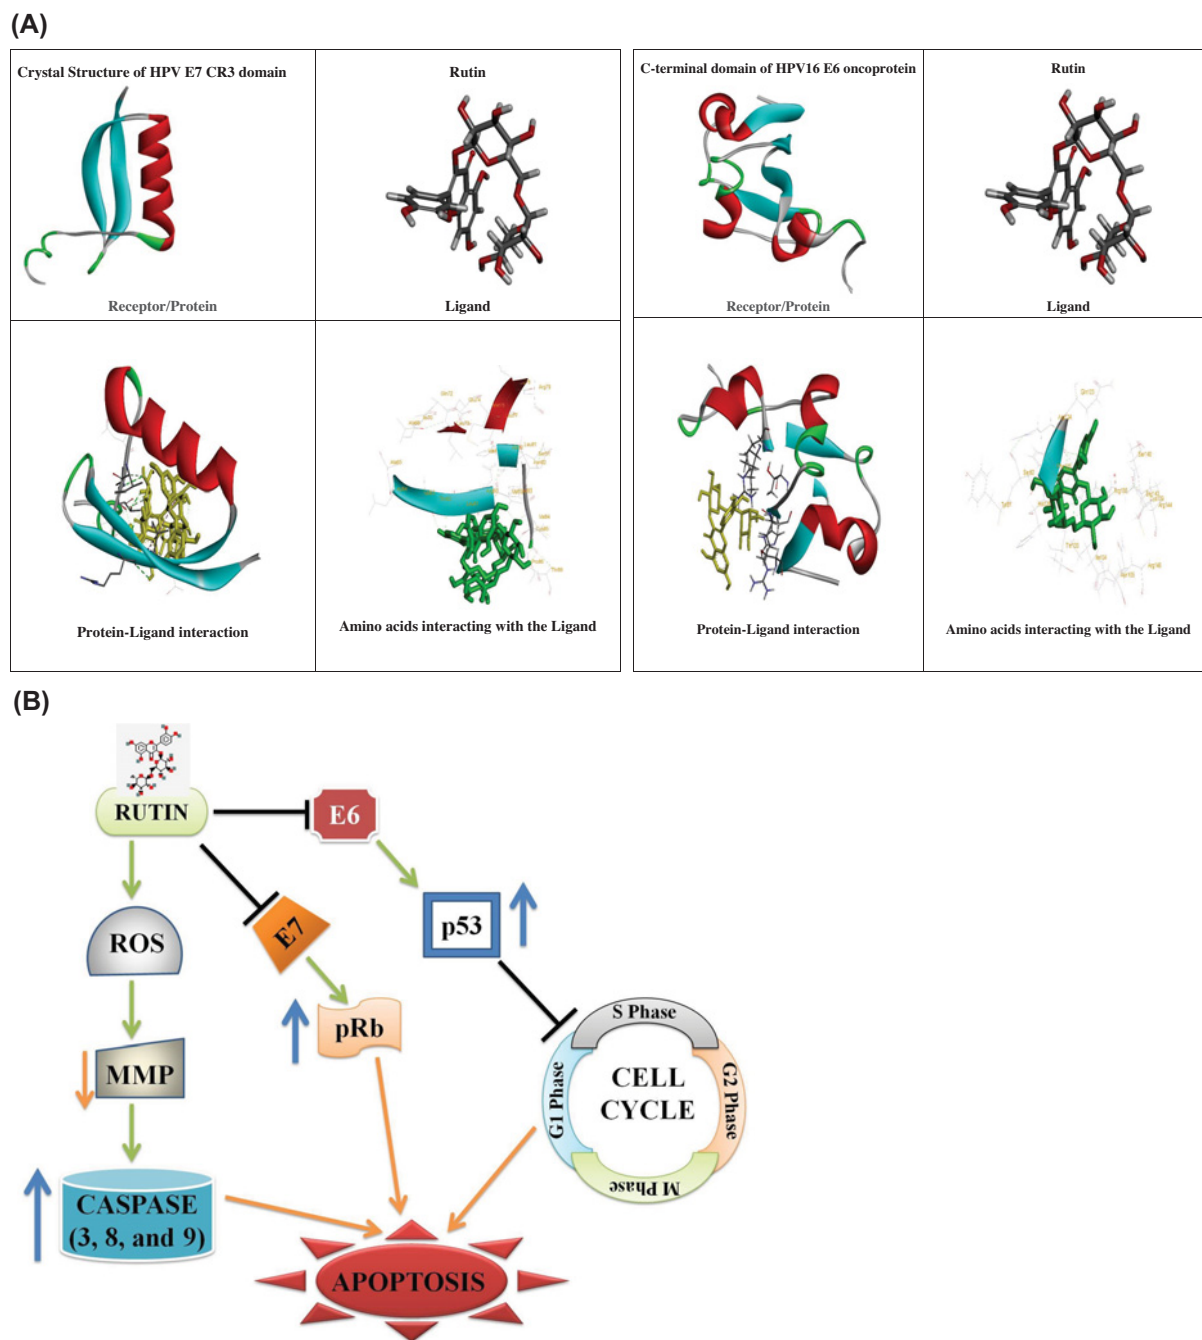 (A)
Crystal Structure of HPV E7 CR3 domain
Rutin
Receptor/Protein
Ligand
Protein-Ligand interaction
Amino acids interacting with the Ligand
C-terminal domain of HPV16 E6 oncoprotein
Rutin
Receptor/Protein
Ligand
Protein-Ligand interaction
Amino acids interacting with the Ligand
(B)
RUTIN
E6
ROS
E7
p53
MMP
pRb
S Phase
G1 Phase
CELL
CYCLE
G2 Phase
M Phase
CASPASE
(3, 8, and 9)
APOPTOSIS